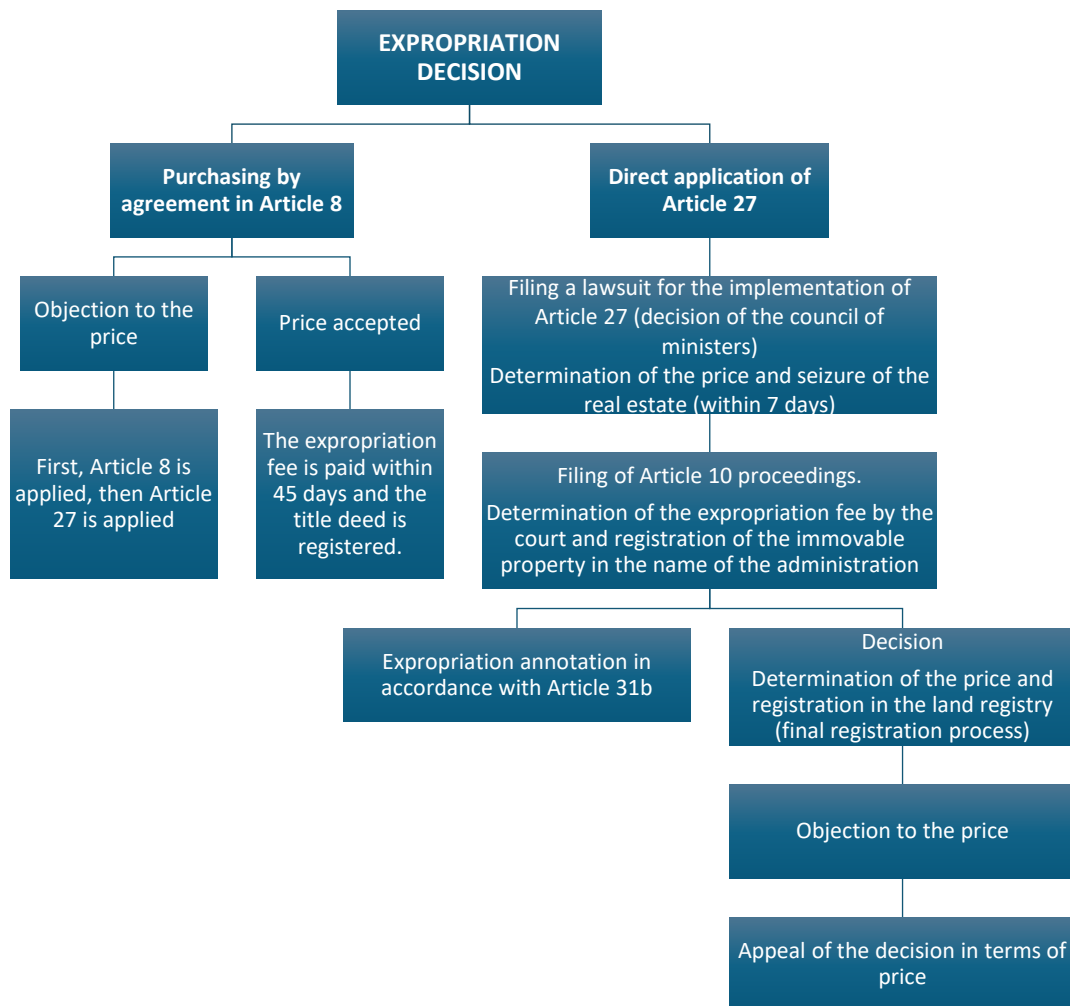 EXPROPRIATION
DECISION
Purchasing by
agreement in Article 8
Direct application of
Article 27
Objection to the
price
Price accepted
Filing a lawsuit for the implementation of
Article 27 (decision of the council of
ministers)
Determination of the price and seizure of the
real estate (within 7 days)
First, Article 8 is
applied, then Article
27 is applied
The expropriation
fee is paid within
45 days and the
title deed is
registered.
Filing of Article 10 proceedings.
Determination of the expropriation fee by the
court and registration of the immovable
property in the name of the administration
Expropriation annotation in
accordance with Article 31b
Decision
Determination of the price and
registration in the land registry
(final registration process)
Objection to the price
Appeal of the decision in terms of
price